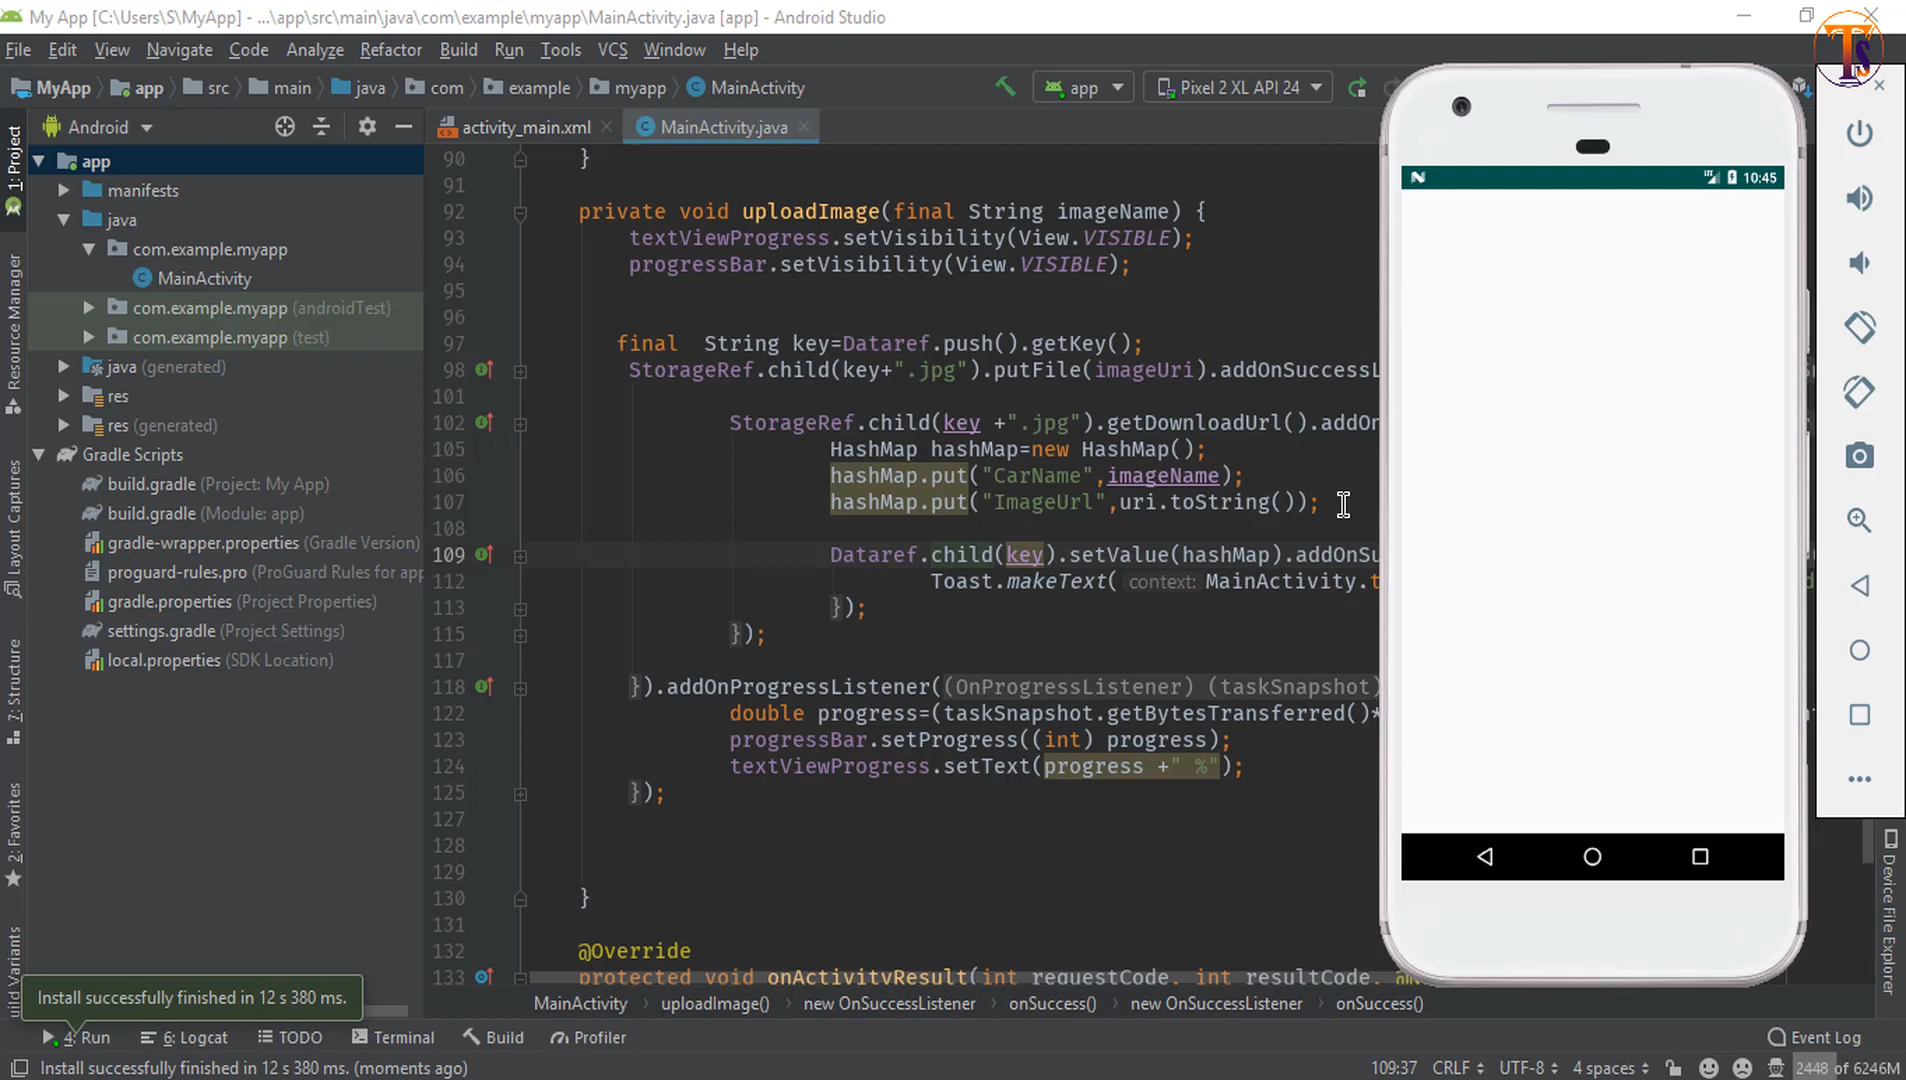 My App [C:\Users\S\MyApp] - ...\app\src\main\java\com\example\myapp\MainActivity.java [app] - Android Studio
Ts
File Edit View Navigate Code Analyze Refactor Build Run Tools VCS Window Help
MyApp app src main java com example myapp MainActivity app Pixel 2 XL API 24
Android activity_main.xml MainActivity.java
1: Project
Resource Manager
Layout Captures
7: Structure
2: Favorites
uild Variants
app
manifests
java
com.example.myapp
MainActivity
com.example.myapp (androidTest)
com.example.myapp (test)
java (generated)
res
res (generated)
Gradle Scripts
build.gradle (Project: My App)
build.gradle (Module: app)
gradle-wrapper.properties (Gradle Version)
proguard-rules.pro (ProGuard Rules for app
gradle.properties (Project Properties)
settings.gradle (Project Settings)
local.properties (SDK Location)
90 }
91
92 private void uploadImage(final String imageName) {
93 textViewProgress.setVisibility(View.VISIBLE);
94 progressBar.setVisibility(View.VISIBLE);
95
96
97 final String key=Dataref.push().getKey();
98 StorageRef.child(key+".jpg").putFile(imageUri).addOnSuccessL
101
102 StorageRef.child(key +".jpg").getDownloadUrl().addOn
105 HashMap hashMap=new HashMap();
106 hashMap.put("CarName",imageName);
107 hashMap.put("ImageUrl",uri.toString());
108
109 Dataref.child(key).setValue(hashMap).addOnSu
112 Toast.makeText( context: MainActivity.t
113 });
115 });
117
118 }).addOnProgressListener((OnProgressListener) (taskSnapshot)
122 double progress=(taskSnapshot.getBytesTransferred()*
123 progressBar.setProgress((int) progress);
124 textViewProgress.setText(progress +" %");
125 });
127
128
129
130 }
131
132 @Override
133 protected void onActivityResult(int requestCode, int resultCode,
10:45
Device File Explorer
Install successfully finished in 12 s 380 ms.
MainActivity uploadImage() new OnSuccessListener onSuccess() new OnSuccessListener onSuccess()
4: Run 6: Logcat TODO Terminal Build Profiler Event Log
Install successfully finished in 12 s 380 ms. (moments ago) 109:37 CRLF UTF-8 4 spaces 2448 of 6246M